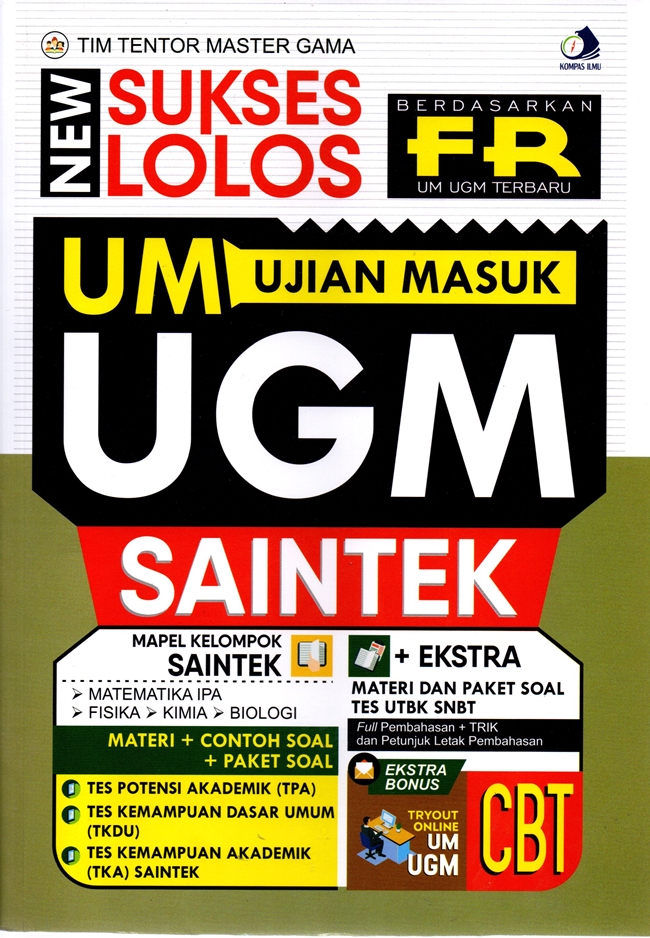 TIM TENTOR MASTER GAMA
KOMPAS ILMU
NEW
SUKSES
LOLOS
BERDASARKAN
FR
UM UGM TERBARU
UM
UJIAN MASUK
UGM
SAINTEK
MAPEL KELOMPOK
SAINTEK
➢ MATEMATIKA IPA
➢ FISIKA ➢ KIMIA ➢ BIOLOGI
MATERI + CONTOH SOAL
+ PAKET SOAL
TES POTENSI AKADEMIK (TPA)
TES KEMAMPUAN DASAR UMUM
(TKDU)
TES KEMAMPUAN AKADEMIK
(TKA) SAINTEK
+ EKSTRA
MATERI DAN PAKET SOAL
TES UTBK SNBT
Full Pembahasan + TRIK
dan Petunjuk Letak Pembahasan
EKSTRA
BONUS
TRYOUT
ONLINE
UM
UGM
CBT